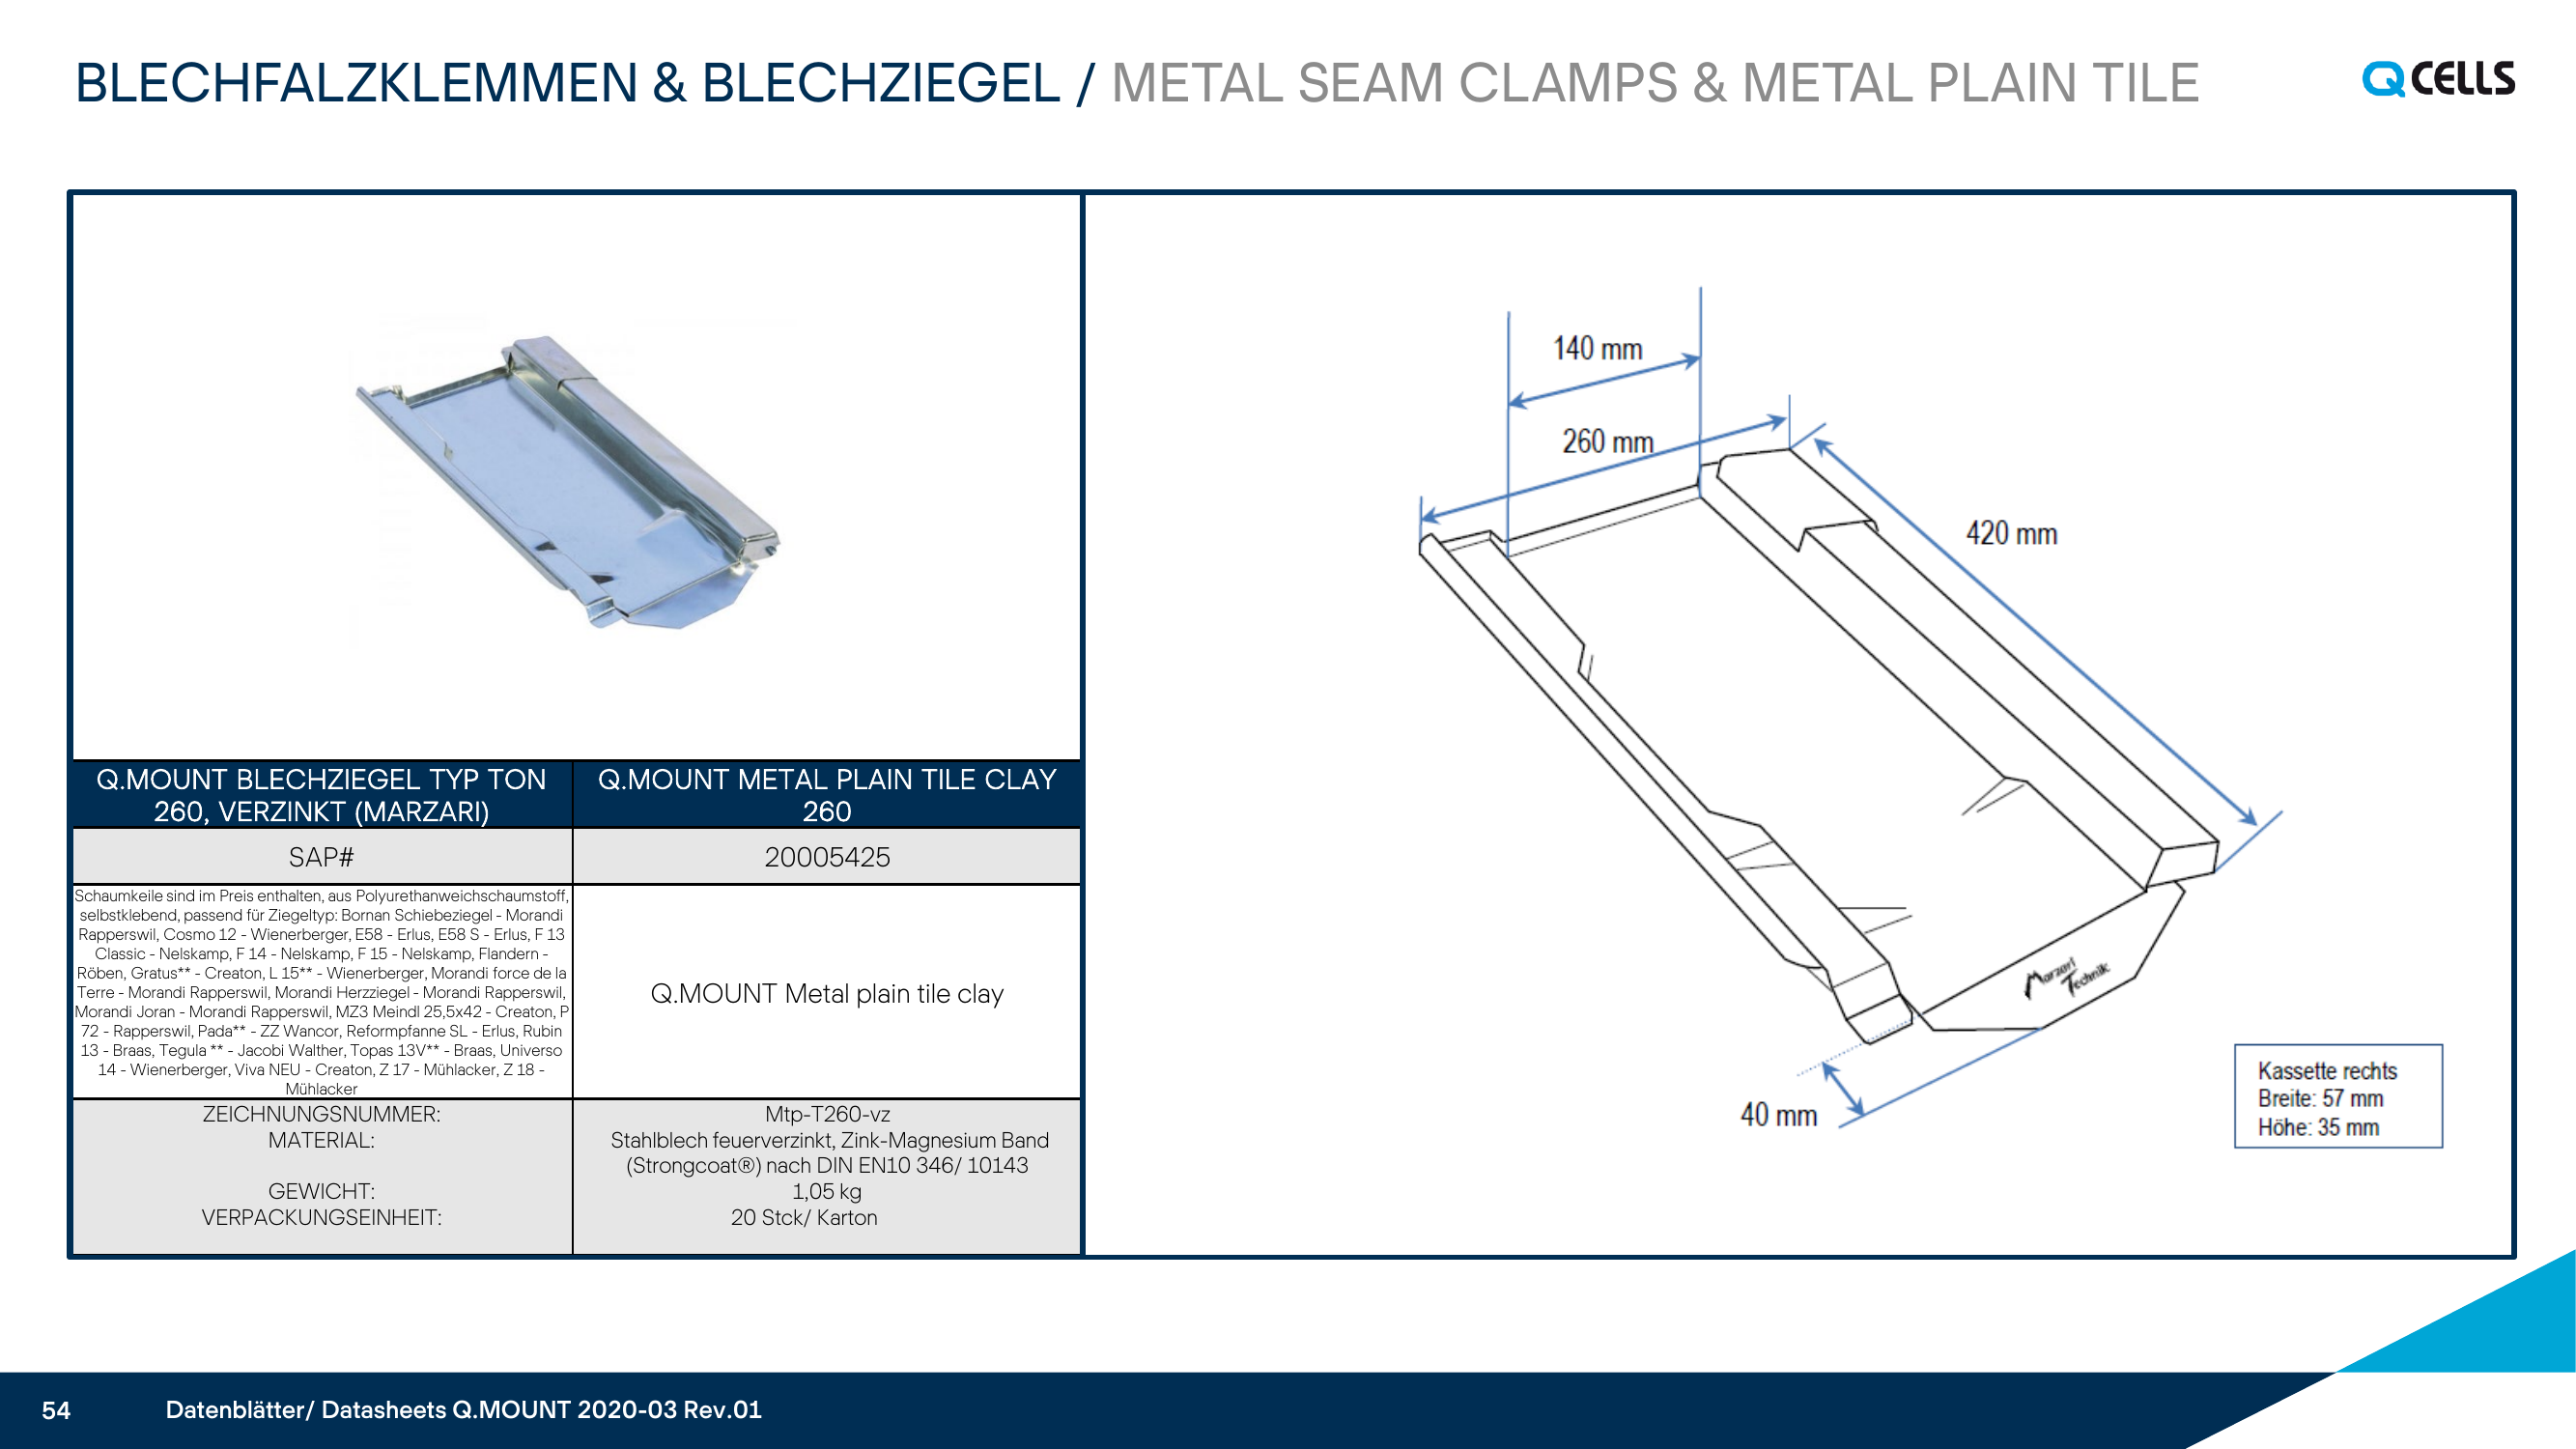 BLECHFALZKLEMMEN & BLECHZIEGEL / METAL SEAM CLAMPS & METAL PLAIN TILE
Q CELLS
140 mm
260 mm
420 mm
Marzari
Technik
40 mm
Kassette rechts
Breite: 57 mm
Höhe: 35 mm
Q.MOUNT BLECHZIEGEL TYP TON
260, VERZINKT (MARZARI)
Q.MOUNT METAL PLAIN TILE CLAY
260
SAP#
20005425
Schaumkeile sind im Preis enthalten, aus Polyurethanweichschaumstoff,
selbstklebend, passend für Ziegeltyp: Bornan Schiebeziegel - Morandi
Rapperswil, Cosmo 12 - Wienerberger, E58 - Erlus, E58 S - Erlus, F 13
Classic - Nelskamp, F 14 - Nelskamp, F 15 - Nelskamp, Flandern -
Röben, Gratus** - Creaton, L 15** - Wienerberger, Morandi force de la
Terre - Morandi Rapperswil, Morandi Herzziegel - Morandi Rapperswil,
Morandi Joran - Morandi Rapperswil, MZ3 Meindl 25,5x42 - Creaton, P
72 - Rapperswil, Pada** - ZZ Wancor, Reformpfanne SL - Erlus, Rubin
13 - Braas, Tegula ** - Jacobi Walther, Topas 13V** - Braas, Universo
14 - Wienerberger, Viva NEU - Creaton, Z 17 - Mühlacker, Z 18 -
Mühlacker
Q.MOUNT Metal plain tile clay
ZEICHNUNGSNUMMER:
Mtp-T260-vz
MATERIAL:
Stahlblech feuerverzinkt, Zink-Magnesium Band
(Strongcoat®) nach DIN EN10 346/ 10143
GEWICHT:
1,05 kg
VERPACKUNGSEINHEIT:
20 Stck/ Karton
54
Datenblätter/ Datasheets Q.MOUNT 2020-03 Rev.01